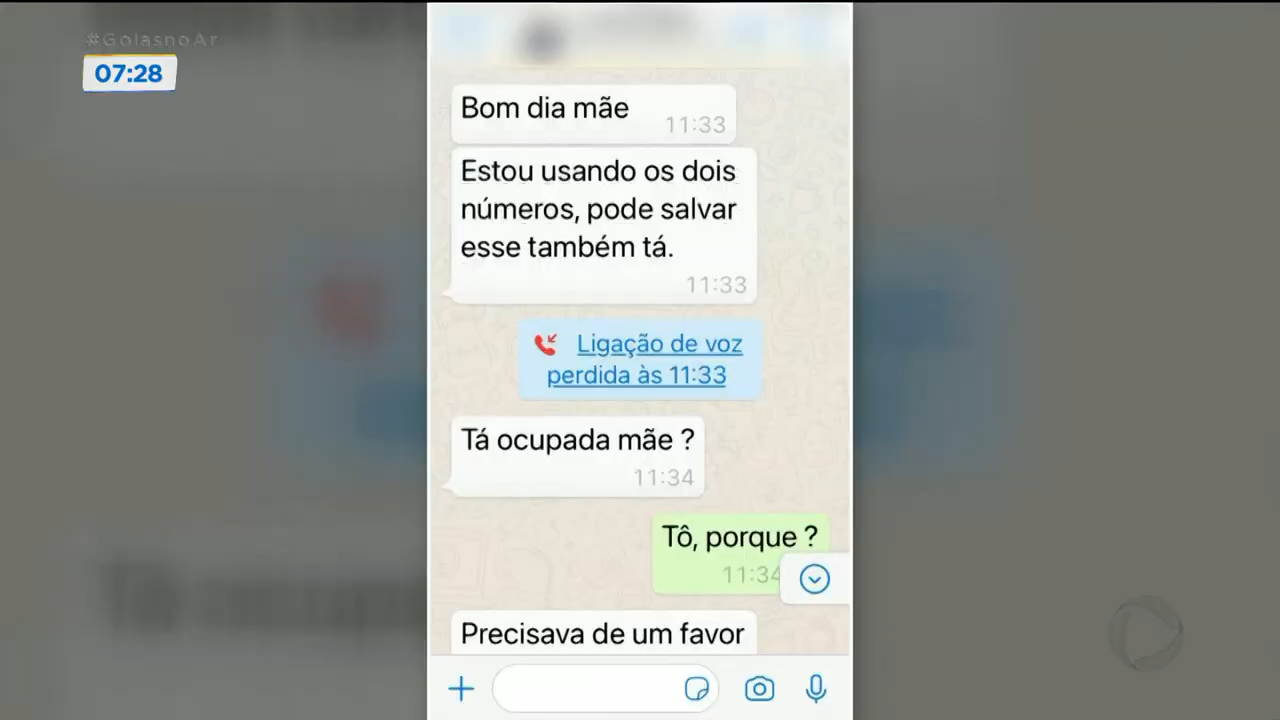 #GoiásnoAr
07:28
Bom dia mãe
11:33
Estou usando os dois
números, pode salvar
esse também tá.
11:33
Ligação de voz
perdida às 11:33
Tá ocupada mãe ?
11:34
Tô, porque ?
11:34
Precisava de um favor